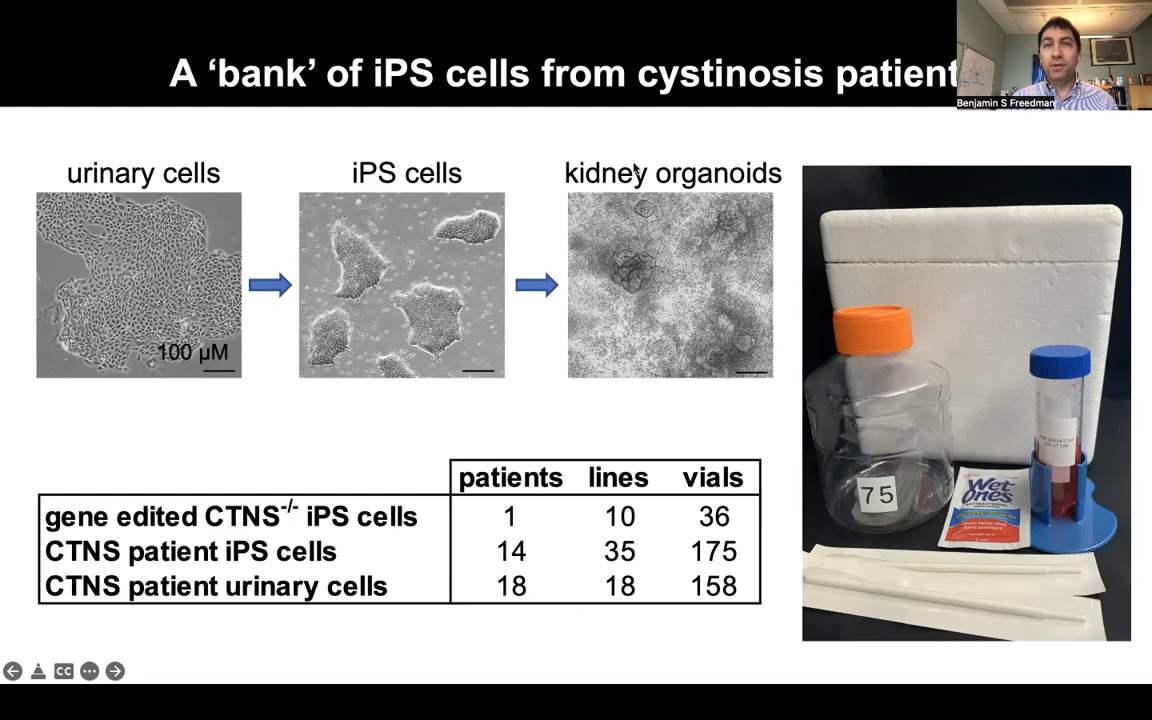 A ‘bank’ of iPS cells from cystinosis patient
Benjamin S Freedman
urinary cells
iPS cells
kidney organoids
100 µM
75
Wet
Ones
SOLUTION
patients lines vials
gene edited CTNS-/- iPS cells 1 10 36
CTNS patient iPS cells 14 35 175
CTNS patient urinary cells 18 18 158
CC